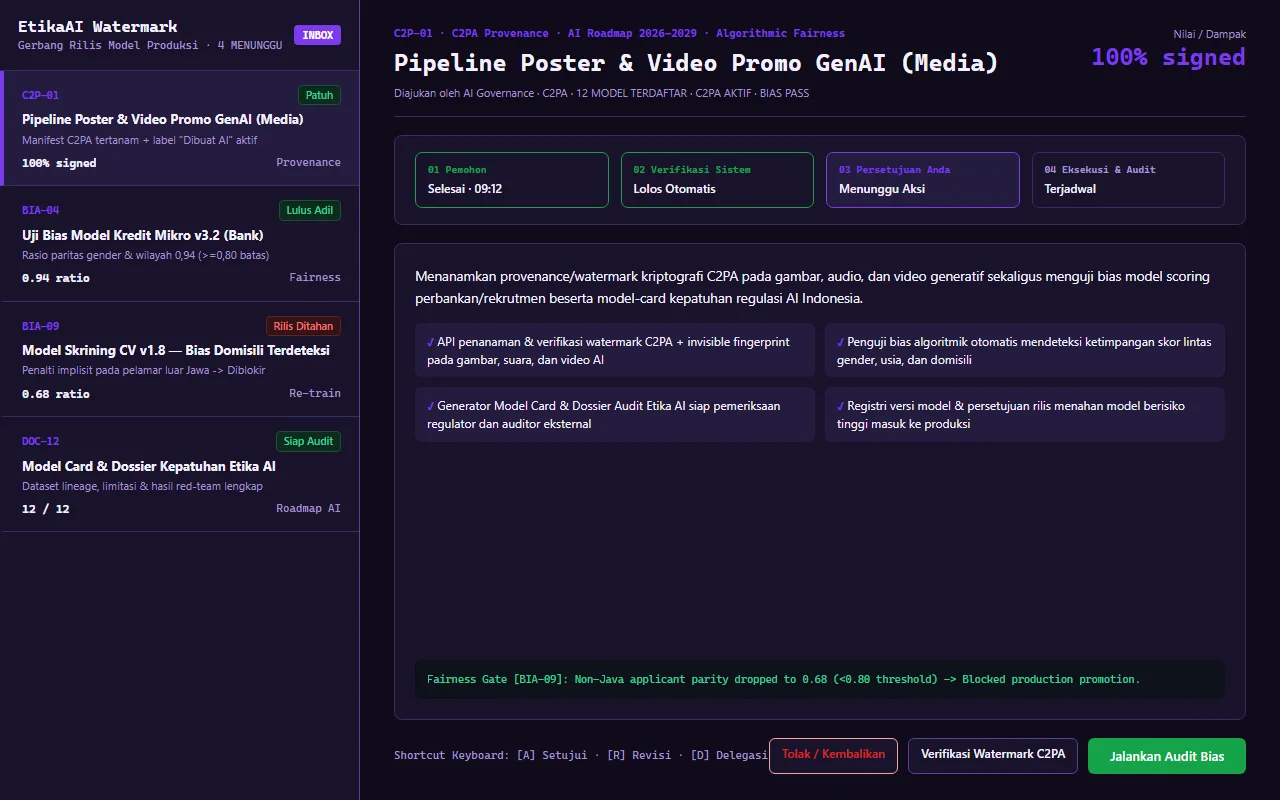 EtikaAI Watermark
Gerbang Rilis Model Produksi · 4 MENUNGGU
INBOX
C2P-01
Patuh
Pipeline Poster & Video Promo GenAI (Media)
Manifest C2PA tertanam + label "Dibuat AI" aktif
100% signed
Provenance
BIA-04
Lulus Adil
Uji Bias Model Kredit Mikro v3.2 (Bank)
Rasio paritas gender & wilayah 0,94 (>=0,80 batas)
0.94 ratio
Fairness
BIA-09
Rilis Ditahan
Model Skrining CV v1.8 — Bias Domisili Terdeteksi
Penalti implisit pada pelamar luar Jawa -> Diblokir
0.68 ratio
Re-train
DOC-12
Siap Audit
Model Card & Dossier Kepatuhan Etika AI
Dataset lineage, limitasi & hasil red-team lengkap
12 / 12
Roadmap AI
C2P-01 · C2PA Provenance · AI Roadmap 2026-2029 · Algorithmic Fairness
Pipeline Poster & Video Promo GenAI (Media)
Diajukan oleh AI Governance · C2PA · 12 MODEL TERDAFTAR · C2PA AKTIF · BIAS PASS
Nilai / Dampak
100% signed
01 Pemohon
Selesai · 09:12
02 Verifikasi Sistem
Lolos Otomatis
03 Persetujuan Anda
Menunggu Aksi
04 Eksekusi & Audit
Terjadwal
Menanamkan provenance/watermark kriptografi C2PA pada gambar, audio, dan video generatif sekaligus menguji bias model scoring
perbankan/rekrutmen beserta model-card kepatuhan regulasi AI Indonesia.
✓ API penanaman & verifikasi watermark C2PA + invisible fingerprint
pada gambar, suara, dan video AI
✓ Penguji bias algoritmik otomatis mendeteksi ketimpangan skor lintas
gender, usia, dan domisili
✓ Generator Model Card & Dossier Audit Etika AI siap pemeriksaan
regulator dan auditor eksternal
✓ Registri versi model & persetujuan rilis menahan model berisiko
tinggi masuk ke produksi
Fairness Gate [BIA-09]: Non-Java applicant parity dropped to 0.68 (<0.80 threshold) -> Blocked production promotion.
Shortcut Keyboard: [A] Setujui · [R] Revisi · [D] Delegasi
Tolak / Kembalikan
Verifikasi Watermark C2PA
Jalankan Audit Bias